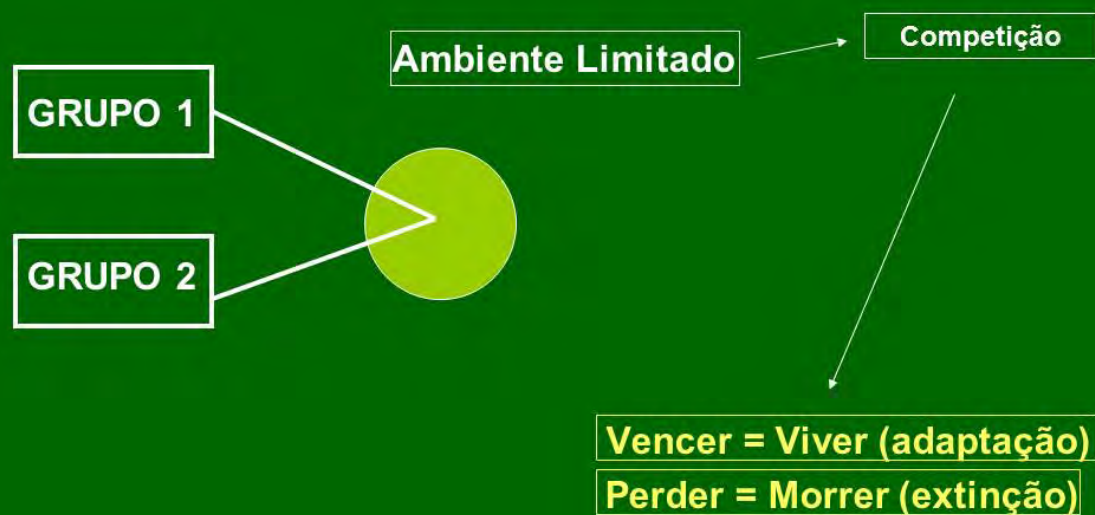 Ambiente Limitado
Competição
GRUPO 1
GRUPO 2
Vencer = Viver (adaptação)
Perder = Morrer (extinção)